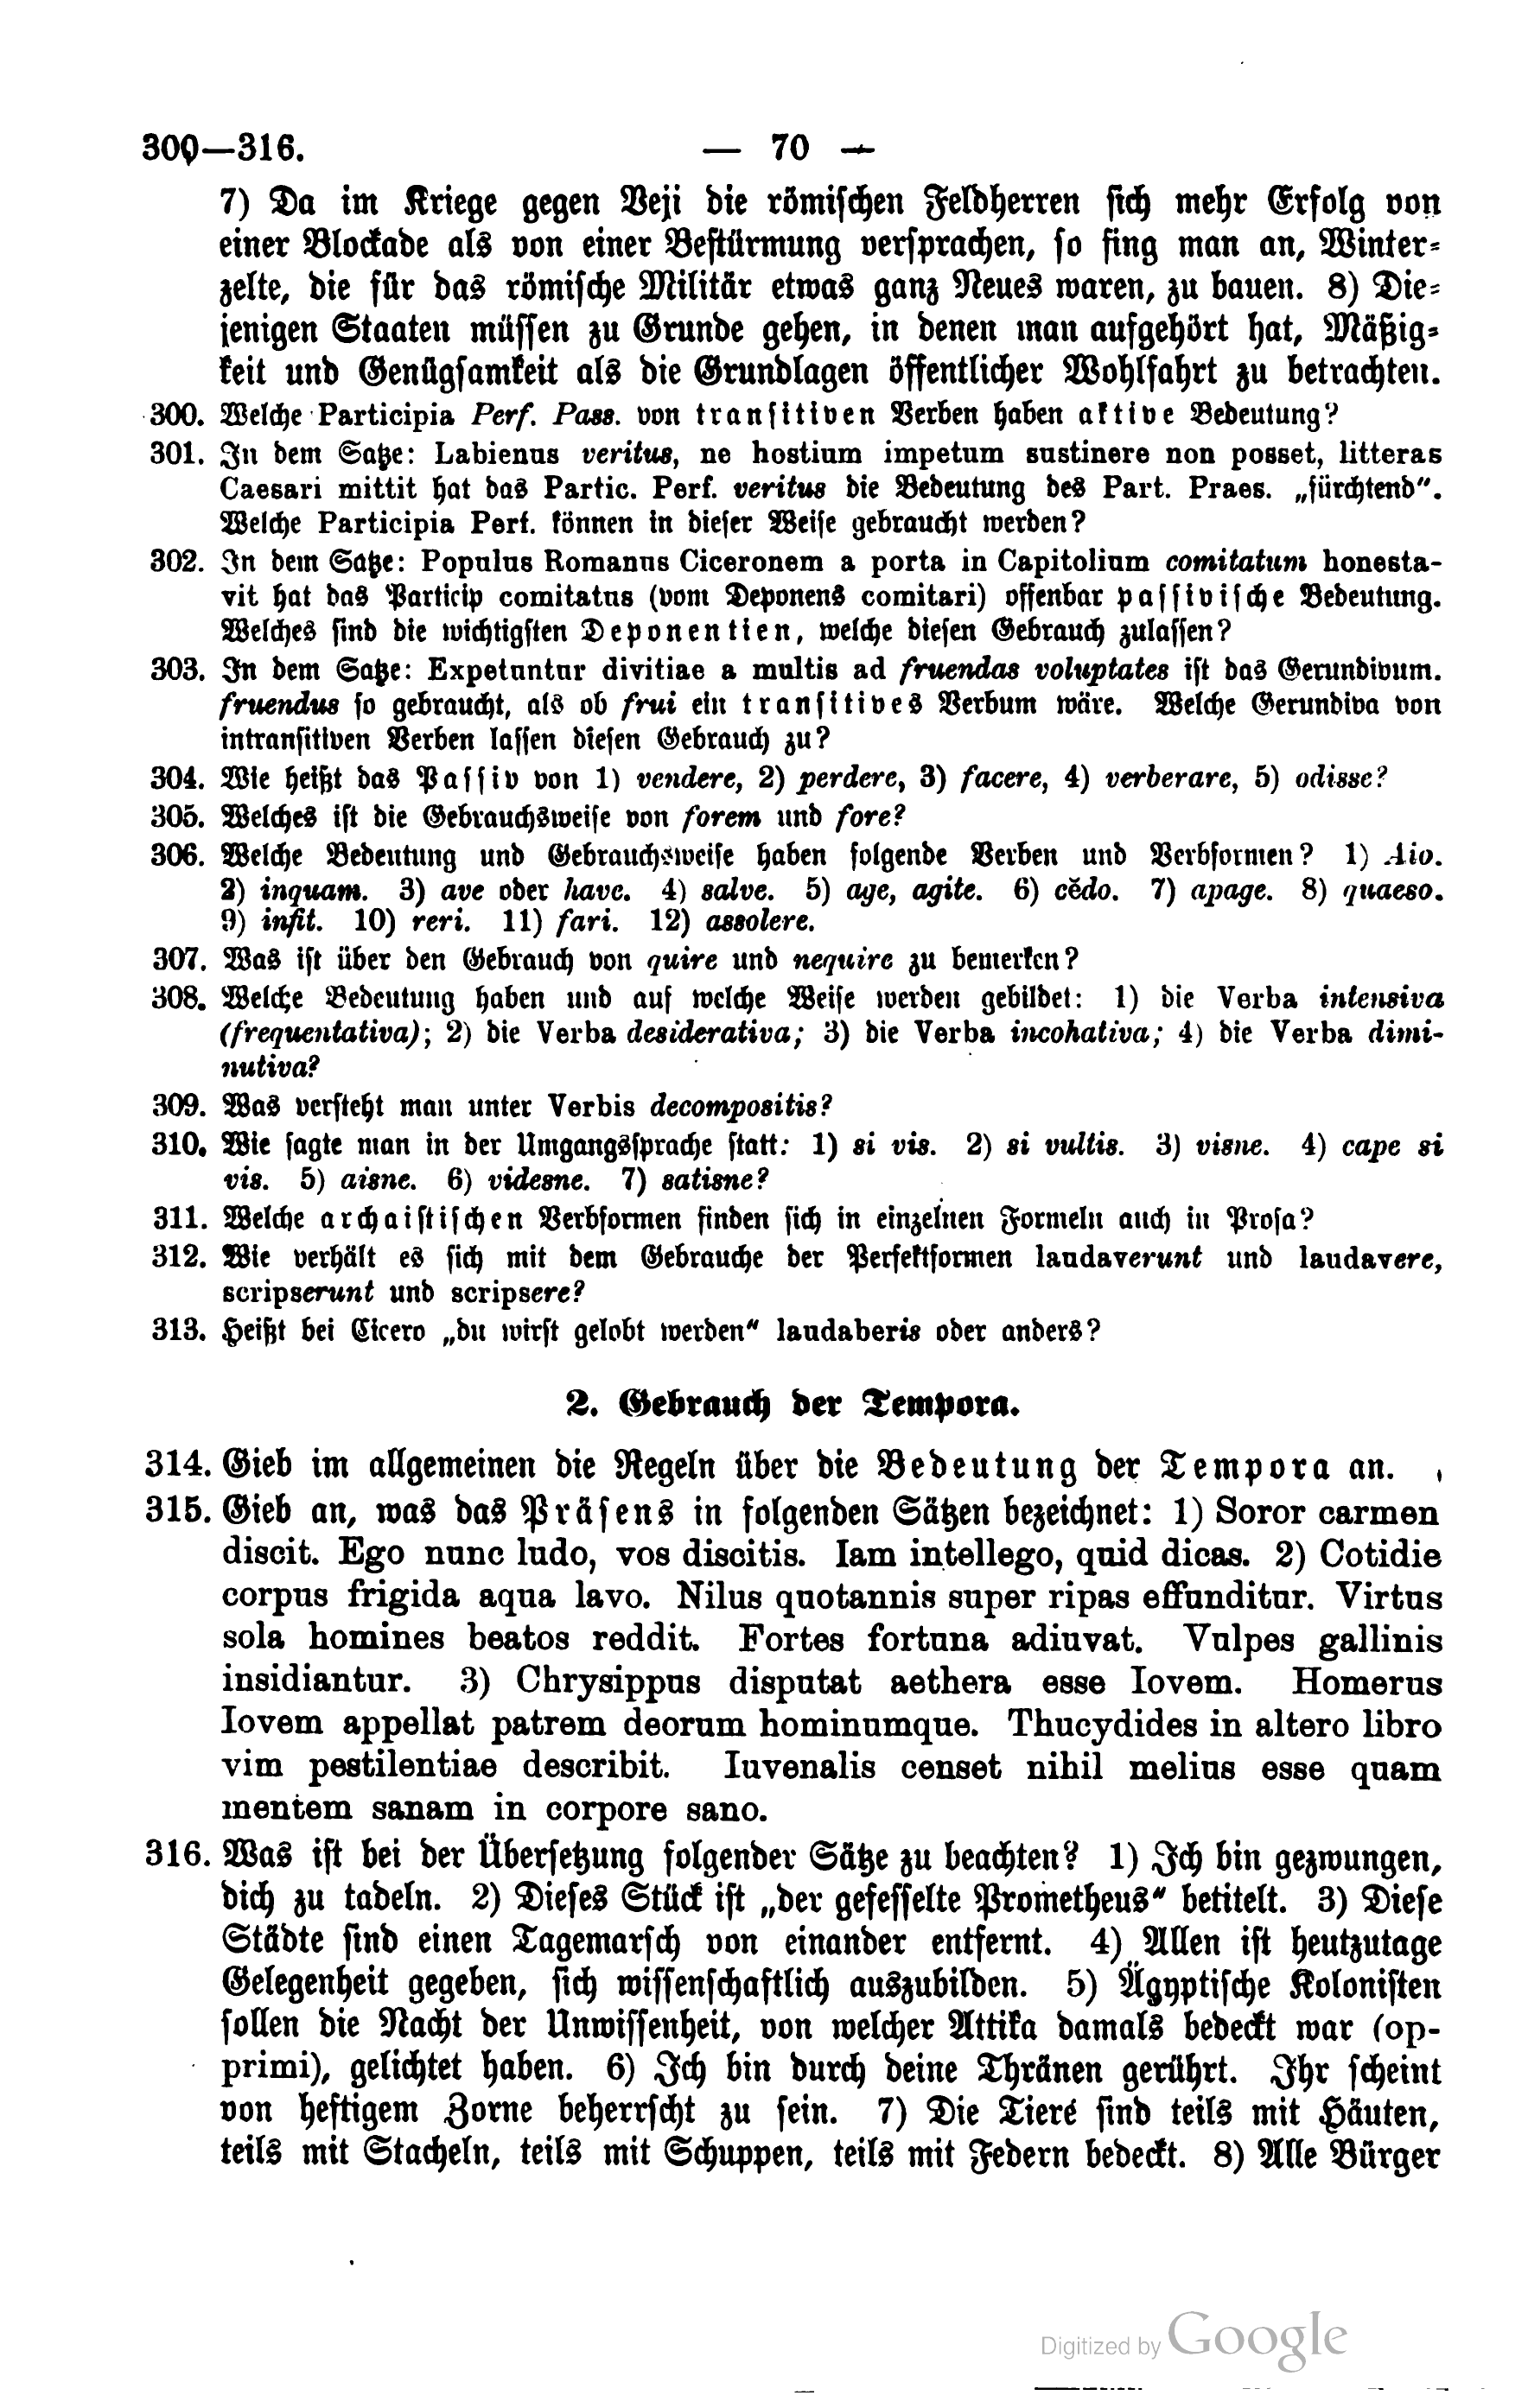 300—316. — 70 —
7) Da im Kriege gegen Veji die römischen Feldherren sich mehr Erfolg von
einer Blockade als von einer Bestürmung versprachen, so fing man an, Winter-
zelte, die für das römische Militär etwas ganz Neues waren, zu bauen. 8) Die-
jenigen Staaten müssen zu Grunde gehen, in denen man aufgehört hat, Mäßig-
keit und Genügsamkeit als die Grundlagen öffentlicher Wohlfahrt zu betrachten.
300. Welche Participia Perf. Pass. von transitiven Verben haben aktive Bedeutung?
301. In dem Satze: Labienus veritus, ne hostium impetum sustinere non posset, litteras
Caesari mittit hat das Partic. Perf. veritus die Bedeutung des Part. Praes. „fürchtend".
Welche Participia Perf. können in dieser Weise gebraucht werden?
302. In dem Satze: Populus Romanus Ciceronem a porta in Capitolium comitatum honesta-
vit hat das Particip comitatus (vom Deponens comitari) offenbar passivische Bedeutung.
Welches sind die wichtigsten Deponentien, welche diesen Gebrauch zulassen?
303. In dem Satze: Expetuntur divitiae a multis ad fruendas voluptates ist das Gerundivum.
fruendus so gebraucht, als ob frui ein transitives Verbum wäre. Welche Gerundiva von
intransitiven Verben lassen diesen Gebrauch zu?
304. Wie heißt das Passiv von 1) vendere, 2) perdere, 3) facere, 4) verberare, 5) odisse?
305. Welches ist die Gebrauchsweise von forem und fore?
306. Welche Bedeutung und Gebrauchsweise haben folgende Verben und Verbformen? 1) Aio.
2) inquam. 3) ave oder have. 4) salve. 5) age, agite. 6) cĕdo. 7) apage. 8) quaeso.
9) infit. 10) reri. 11) fari. 12) assolere.
307. Was ist über den Gebrauch von quire und nequire zu bemerken?
308. Welche Bedeutung haben und auf welche Weise werden gebildet: 1) die Verba intensiva
(frequentativa); 2) die Verba desiderativa; 3) die Verba incohativa; 4) die Verba dimi-
nutiva?
309. Was versteht man unter Verbis decompositis?
310. Wie sagte man in der Umgangssprache statt: 1) si vis. 2) si vultis. 3) visne. 4) cape si
vis. 5) aisne. 6) videsne. 7) satisne?
311. Welche archaistischen Verbformen finden sich in einzelnen Formeln auch in Prosa?
312. Wie verhält es sich mit dem Gebrauche der Perfektformen laudaverunt und laudavere,
scripserunt und scripsere?
313. Heißt bei Cicero „du wirst gelobt werden" laudaberis oder anders?
2. Gebrauch der Tempora.
314. Gieb im allgemeinen die Regeln über die Bedeutung der Tempora an.
315. Gieb an, was das Präsens in folgenden Sätzen bezeichnet: 1) Soror carmen
discit. Ego nunc ludo, vos discitis. Iam intellego, quid dicas. 2) Cotidie
corpus frigida aqua lavo. Nilus quotannis super ripas effunditur. Virtus
sola homines beatos reddit. Fortes fortuna adiuvat. Vulpes gallinis
insidiantur. 3) Chrysippus disputat aethera esse Iovem. Homerus
Iovem appellat patrem deorum hominumque. Thucydides in altero libro
vim pestilentiae describit. Iuvenalis censet nihil melius esse quam
mentem sanam in corpore sano.
316. Was ist bei der Übersetzung folgender Sätze zu beachten? 1) Ich bin gezwungen,
dich zu tadeln. 2) Dieses Stück ist „der gefesselte Prometheus" betitelt. 3) Diese
Städte sind einen Tagemarsch von einander entfernt. 4) Allen ist heutzutage
Gelegenheit gegeben, sich wissenschaftlich auszubilden. 5) Ägyptische Kolonisten
sollen die Nacht der Unwissenheit, von welcher Attika damals bedeckt war (op-
primi), gelichtet haben. 6) Ich bin durch deine Thränen gerührt. Ihr scheint
von heftigem Zorne beherrscht zu sein. 7) Die Tiere sind teils mit Häuten,
teils mit Stacheln, teils mit Schuppen, teils mit Federn bedeckt. 8) Alle Bürger
Digitized by Google